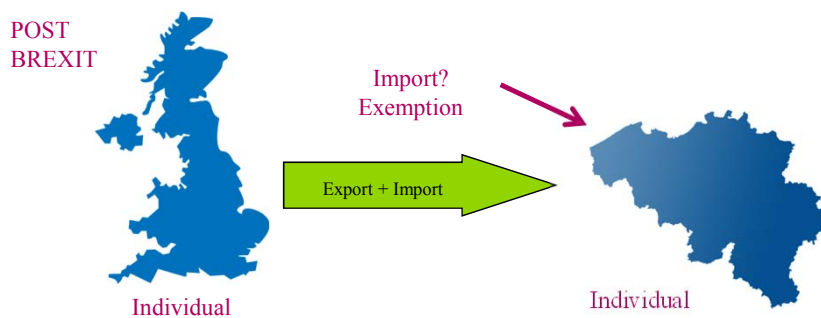 POST
BREXIT
Import?
Exemption
Export + Import
Individual
Individual